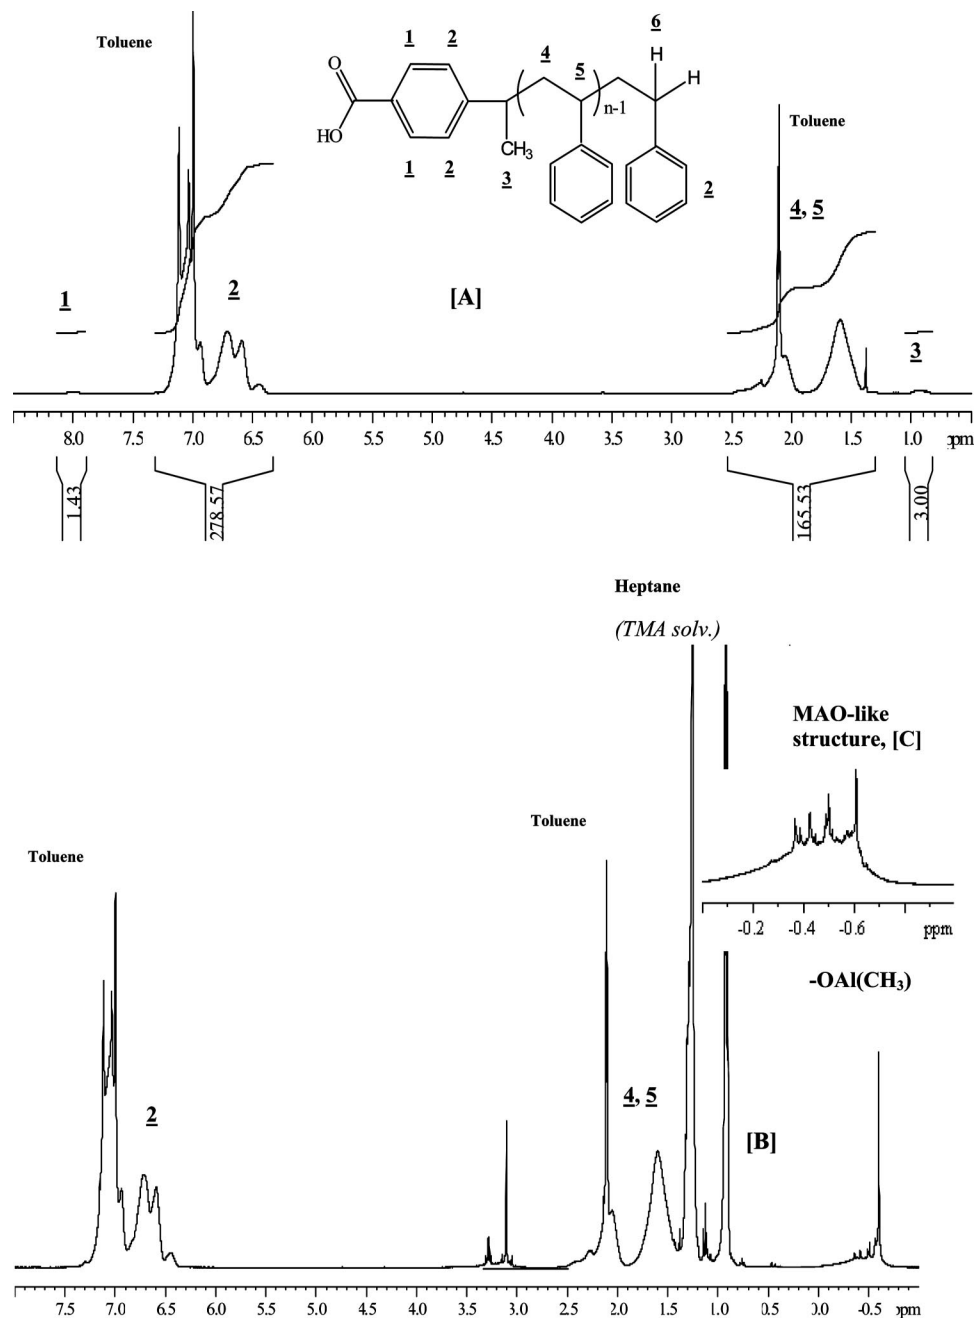 Toluene
6
1
2
4
H
5
H
O
n-1
HO
CH3
Toluene
1
2
3
2
4, 5
1
2
[A]
3
8.0 7.5 7.0 6.5 6.0 5.5 5.0 4.5 4.0 3.5 3.0 2.5 2.0 1.5 1.0 ppm
1.43
278.57
165.53
3.00
Heptane
(TMA solv.)
MAO-like
structure, [C]
Toluene
Toluene
-0.2 -0.4 -0.6 ppm
-OAl(CH3)
2
4, 5
[B]
7.5 7.0 6.5 6.0 5.5 5.0 4.5 4.0 3.5 3.0 2.5 2.0 1.5 1.0 0.5 0.0 -0.5 ppm